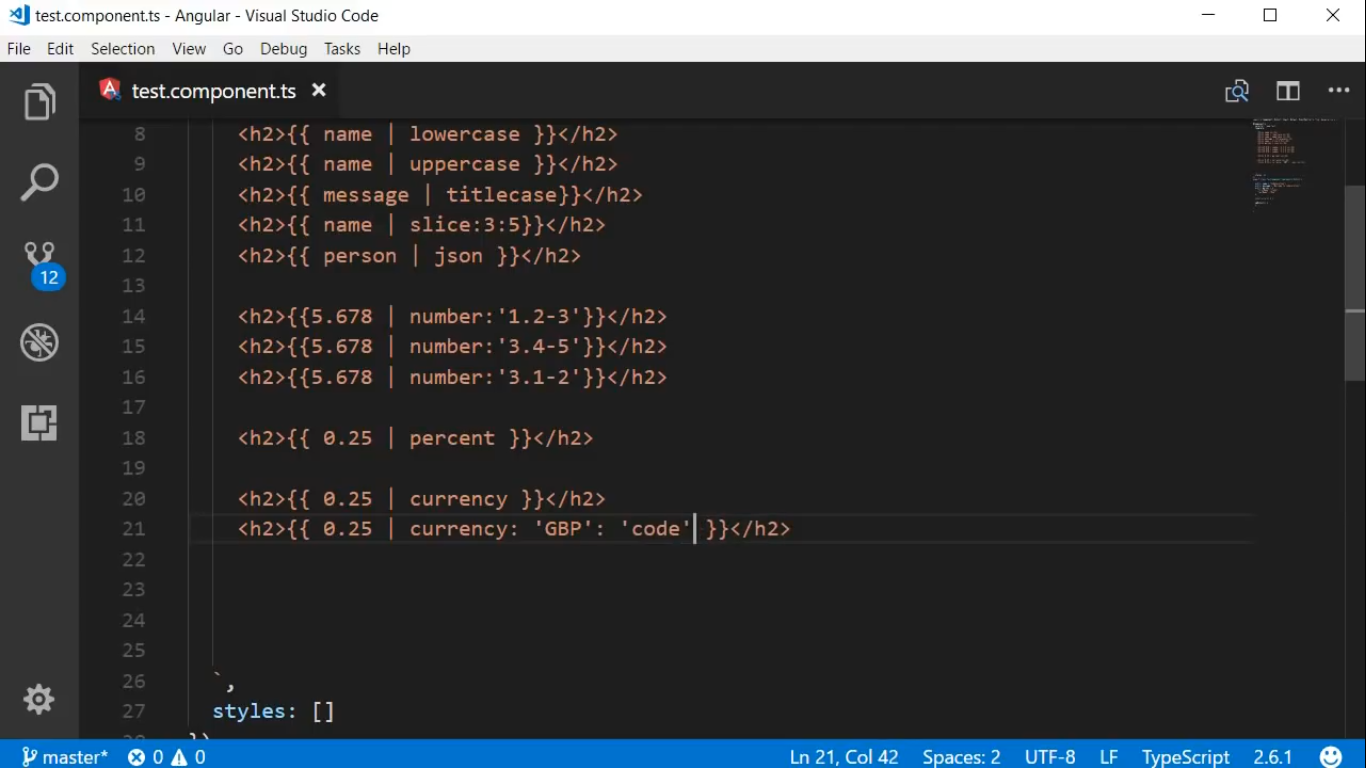 test.component.ts - Angular - Visual Studio Code
File Edit Selection View Go Debug Tasks Help
test.component.ts
8 <h2>{{ name | lowercase }}</h2>
9 <h2>{{ name | uppercase }}</h2>
10 <h2>{{ message | titlecase}}</h2>
11 <h2>{{ name | slice:3:5}}</h2>
12 <h2>{{ person | json }}</h2>
13
14 <h2>{{5.678 | number:'1.2-3'}}</h2>
15 <h2>{{5.678 | number:'3.4-5'}}</h2>
16 <h2>{{5.678 | number:'3.1-2'}}</h2>
17
18 <h2>{{ 0.25 | percent }}</h2>
19
20 <h2>{{ 0.25 | currency }}</h2>
21 <h2>{{ 0.25 | currency: 'GBP': 'code' }}</h2>
22
23
24
25
26 `,
27 styles: []
28 })
12
master* 0 0 Ln 21, Col 42 Spaces: 2 UTF-8 LF TypeScript 2.6.1